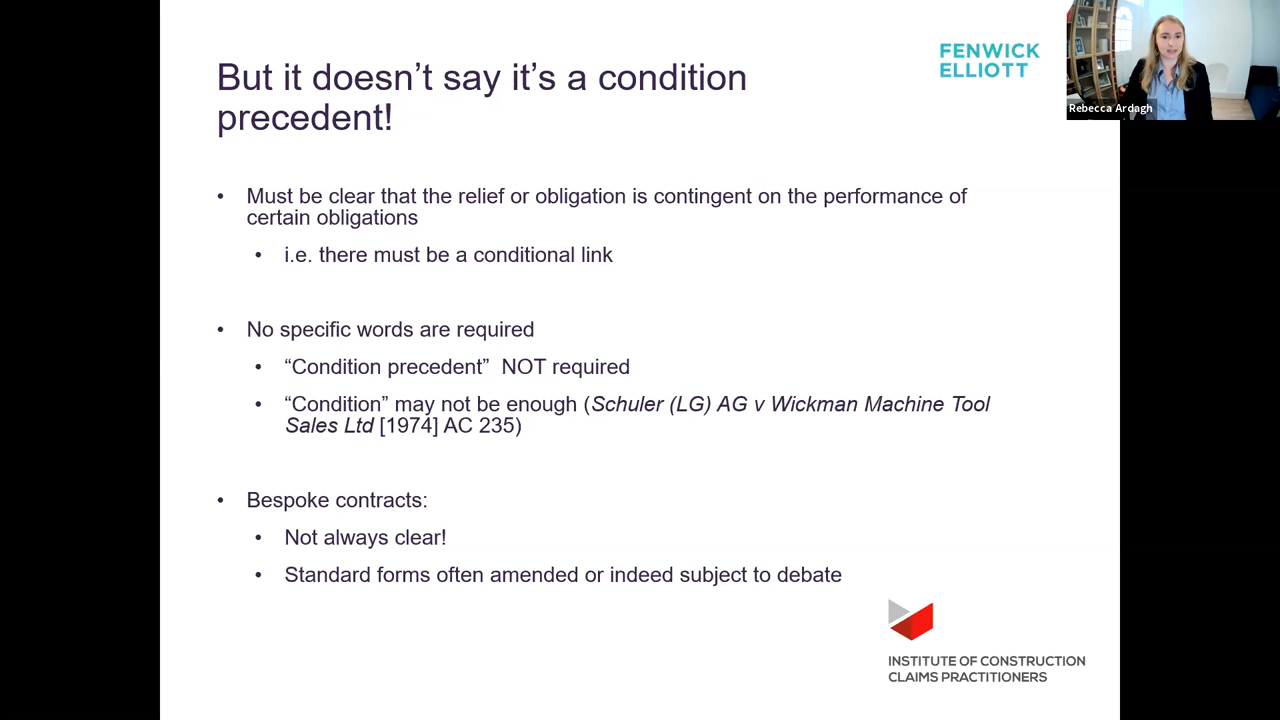 But it doesn’t say it’s a condition
precedent!
FENWICK
ELLIOTT
Rebecca Ardagh
• Must be clear that the relief or obligation is contingent on the performance of
certain obligations
• i.e. there must be a conditional link
• No specific words are required
• “Condition precedent”  NOT required
• “Condition” may not be enough (Schuler (LG) AG v Wickman Machine Tool
Sales Ltd [1974] AC 235)
• Bespoke contracts:
• Not always clear!
• Standard forms often amended or indeed subject to debate
INSTITUTE OF CONSTRUCTION
CLAIMS PRACTITIONERS